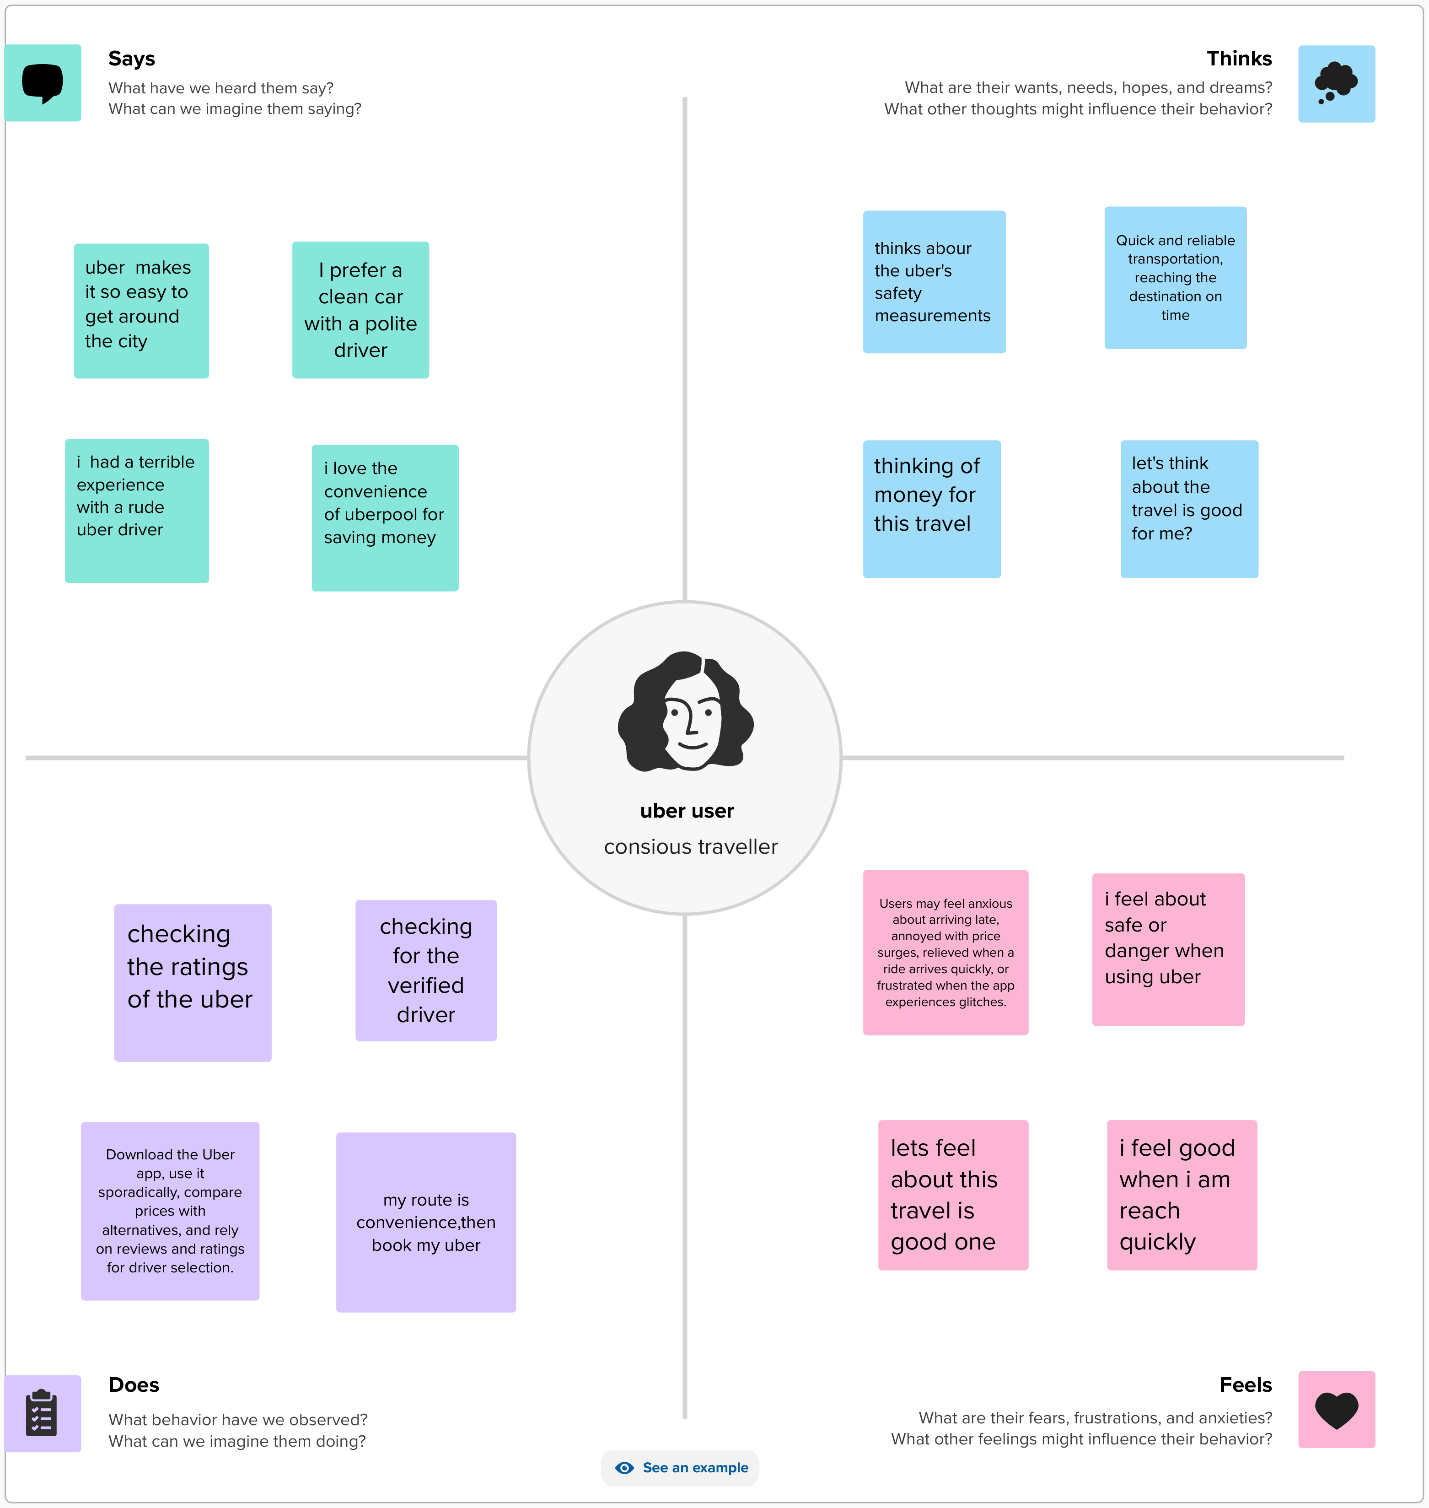 Says
What have we heard them say?
What can we imagine them saying?
Thinks
What are their wants, needs, hopes, and dreams?
What other thoughts might influence their behavior?
uber makes
it so easy to
get around
the city
I prefer a
clean car
with a polite
driver
i had a terrible
experience
with a rude
uber driver
i love the
convenience
of uberpool for
saving money
thinks abour
the uber's
safety
measurements
Quick and reliable
transportation,
reaching the
destination on
time
thinking of
money for
this travel
let's think
about the
travel is good
for me?
uber user
consious traveller
checking
the ratings
of the uber
checking
for the
verified
driver
Download the Uber
app, use it
sporadically, compare
prices with
alternatives, and rely
on reviews and ratings
for driver selection.
my route is
convenience,then
book my uber
Users may feel anxious
about arriving late,
annoyed with price
surges, relieved when a
ride arrives quickly, or
frustrated when the app
experiences glitches.
i feel about
safe or
danger when
using uber
lets feel
about this
travel is
good one
i feel good
when i am
reach
quickly
Does
What behavior have we observed?
What can we imagine them doing?
Feels
What are their fears, frustrations, and anxieties?
What other feelings might influence their behavior?
See an example